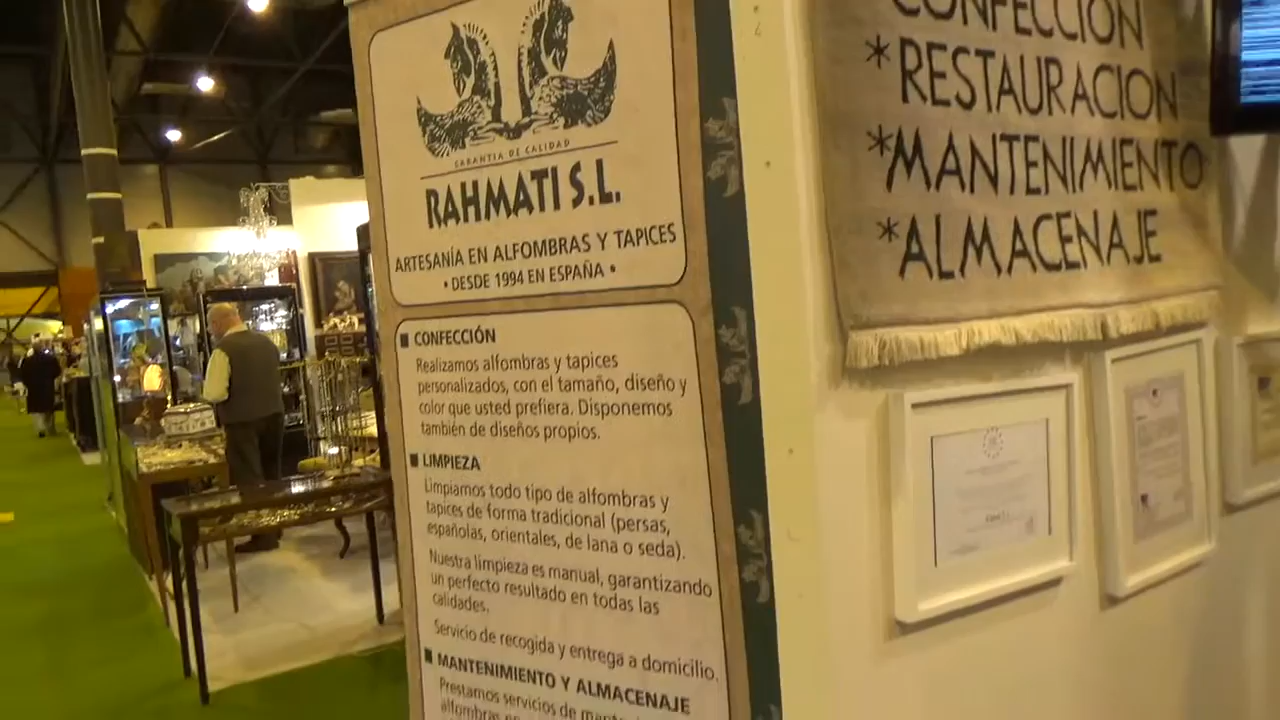 GARANTIA DE CALIDAD
RAHMATI S.L.
ARTESANÍA EN ALFOMBRAS Y TAPICES
• DESDE 1994 EN ESPAÑA •
CONFECCIÓN
Realizamos alfombras y tapices
personalizados, con el tamaño, diseño y
color que usted prefiera. Disponemos
también de diseños propios.
LIMPIEZA
Limpiamos todo tipo de alfombras y
tapices de forma tradicional (persas,
españolas, orientales, de lana o seda).
Nuestra limpieza es manual, garantizando
un perfecto resultado en todas las
calidades.
Servicio de recogida y entrega a domicilio.
MANTENIMIENTO Y ALMACENAJE
Prestamos servicios de
alfombras
CONFECCIÓN
*RESTAURACION
*MANTENIMIENTO
*ALMACENAJE